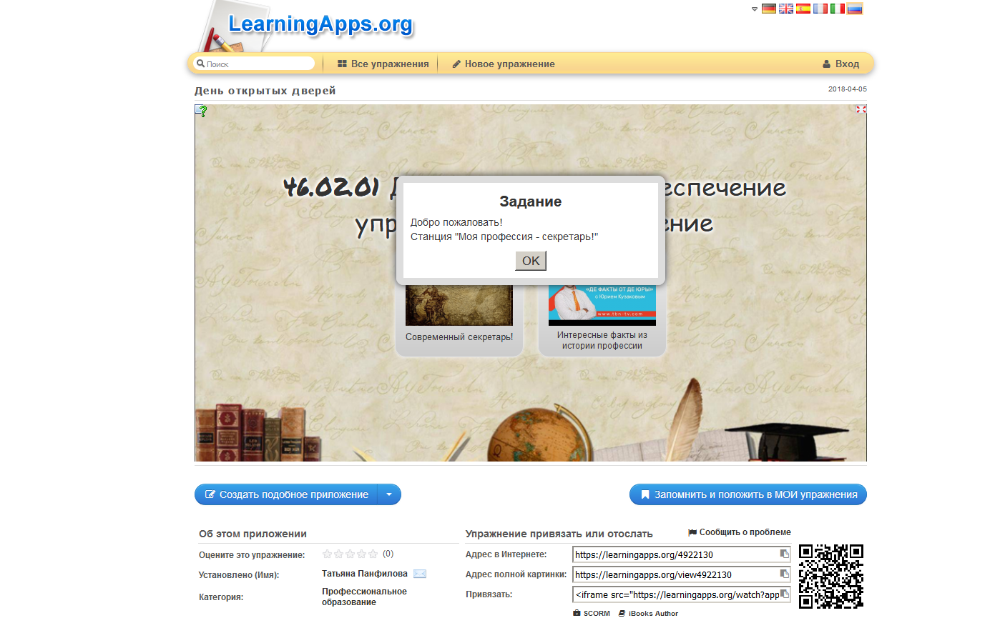 LearningApps.org
Поиск
Все упражнения
Новое упражнение
Вход
День открытых дверей
2018-04-05
46.02.01 Д
еспечение
упр
ение
Задание
Добро пожаловать!
Станция "Моя профессия - секретарь!"
OK
«ДЕ ФАКТЫ ОТ ДЕ ЮРЫ»
с Юрием Кузаковым
www.tbn-tv.com
Современный секретарь!
Интересные факты из
истории профессии
Создать подобное приложение
Запомнить и положить в МОИ упражнения
Об этом приложении
Оцените это упражнение:
(0)
Установлено (Имя):
Татьяна Панфилова
Категория:
Профессиональное
образование
Упражнение привязать или отослать
Сообщить о проблеме
Адрес в Интернете:
https://learningapps.org/4922130
Адрес полной картинки:
https://learningapps.org/view4922130
Привязать:
<iframe src="https://learningapps.org/watch?app
SCORM
iBooks Author